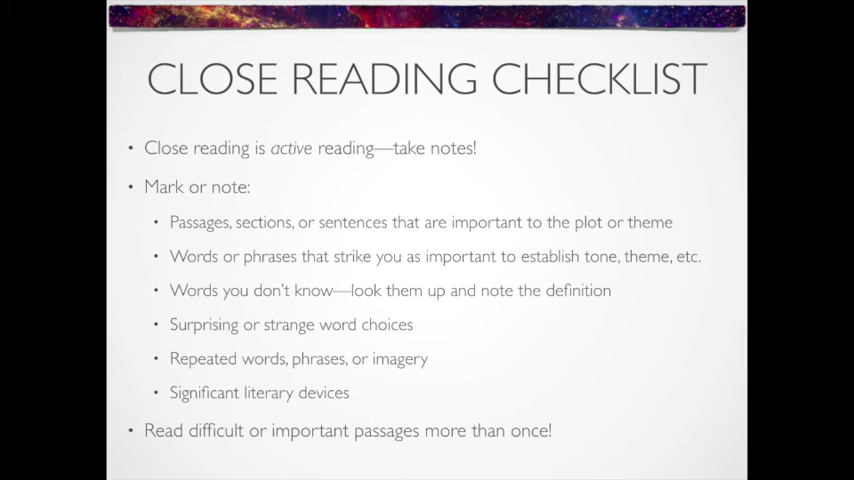 CLOSE READING CHECKLIST
• Close reading is active reading—take notes!
• Mark or note:
• Passages, sections, or sentences that are important to the plot or theme
• Words or phrases that strike you as important to establish tone, theme, etc.
• Words you don't know—look them up and note the definition
• Surprising or strange word choices
• Repeated words, phrases, or imagery
• Significant literary devices
• Read difficult or important passages more than once!